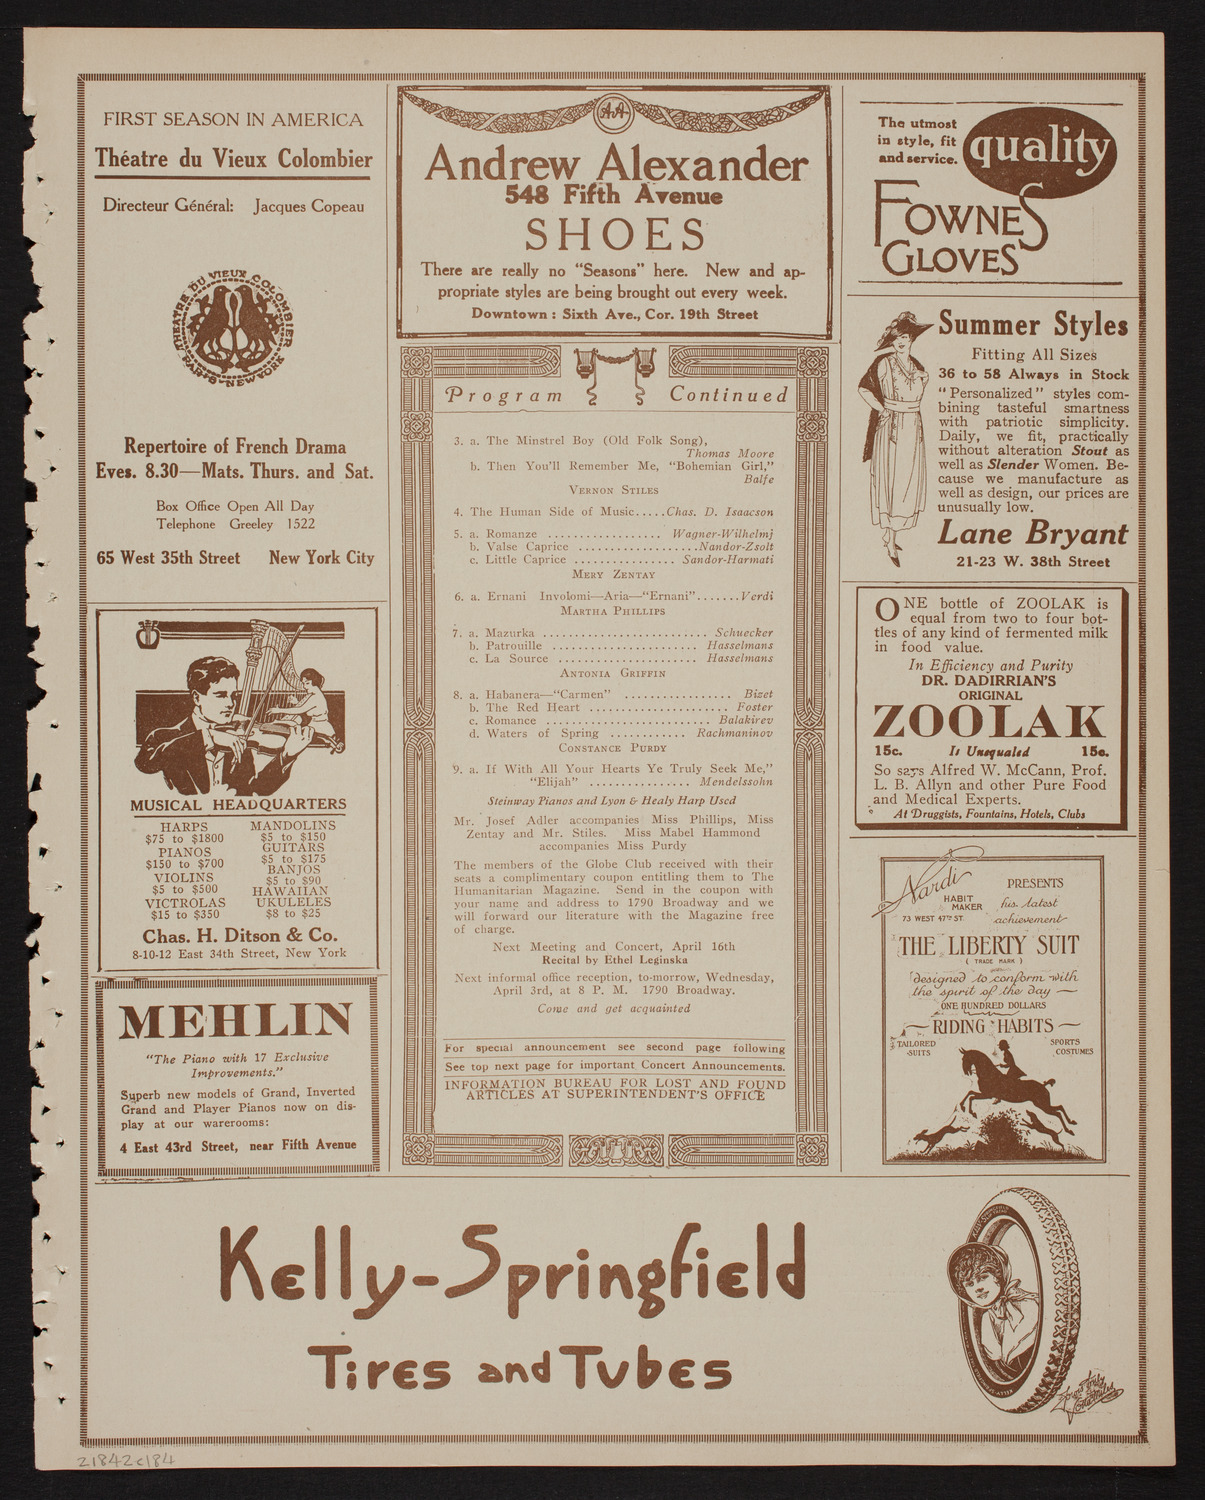 FIRST SEASON IN AMERICA
Théatre du Vieux Colombier
Directeur Général: Jacques Copeau
THEATRE DU VIEUX COLOMBIER
PARIS-NEW YORK
Repertoire of French Drama
Eves. 8.30—Mats. Thurs. and Sat.
Box Office Open All Day
Telephone Greeley 1522
65 West 35th Street New York City
MUSICAL HEADQUARTERS
HARPS
$75 to $1800
PIANOS
$150 to $700
VIOLINS
$5 to $500
VICTROLAS
$15 to $350
MANDOLINS
$5 to $150
GUITARS
$5 to $175
BANJOS
$5 to $90
HAWAIIAN
UKULELES
$8 to $25
Chas. H. Ditson & Co.
8-10-12 East 34th Street, New York
MEHLIN
"The Piano with 17 Exclusive
Improvements."
Superb new models of Grand, Inverted
Grand and Player Pianos now on dis-
play at our warerooms:
4 East 43rd Street, near Fifth Avenue
AA
Andrew Alexander
548 Fifth Avenue
SHOES
There are really no "Seasons" here. New and ap-
propriate styles are being brought out every week.
Downtown: Sixth Ave., Cor. 19th Street
Program Continued
3. a. The Minstrel Boy (Old Folk Song),
Thomas Moore
b. Then You'll Remember Me, "Bohemian Girl,"
Balfe
VERNON STILES
4. The Human Side of Music.....Chas. D. Isaacson
5. a. Romanze ................. Wagner-Wilhelmj
b. Valse Caprice ..................Nandor-Zsolt
c. Little Caprice ............... Sandor-Harmati
MERY ZENTAY
6. a. Ernani Involomi—Aria—"Ernani".......Verdi
MARTHA PHILLIPS
7. a. Mazurka ......................... Schuecker
b. Patrouille ...................... Hasselmans
c. La Source ..................... Hasselmans
ANTONIA GRIFFIN
8. a. Habanera—"Carmen" ................. Bizet
b. The Red Heart ..................... Foster
c. Romance ......................... Balakirev
d. Waters of Spring ............ Rachmaninov
CONSTANCE PURDY
9. a. If With All Your Hearts Ye Truly Seek Me,"
"Elijah" ................ Mendelssohn
Steinway Pianos and Lyon & Healy Harp Used
Mr. Josef Adler accompanies Miss Phillips, Miss
Zentay and Mr. Stiles. Miss Mabel Hammond
accompanies Miss Purdy
The members of the Globe Club received with their
seats a complimentary coupon entitling them to The
Humanitarian Magazine. Send in the coupon with
your name and address to 1790 Broadway and we
will forward our literature with the Magazine free
of charge.
Next Meeting and Concert, April 16th
Recital by Ethel Leginska
Next informal office reception, to-morrow, Wednesday,
April 3rd, at 8 P. M. 1790 Broadway.
Come and get acquainted
For special announcement see second page following
See top next page for important Concert Announcements.
INFORMATION BUREAU FOR LOST AND FOUND
ARTICLES AT SUPERINTENDENT'S OFFICE
The utmost
in style, fit
and service.
quality
FOWNES
GLOVES
Summer Styles
Fitting All Sizes
36 to 58 Always in Stock
"Personalized" styles com-
bining tasteful smartness
with patriotic simplicity.
Daily, we fit, practically
without alteration Stout as
well as Slender Women. Be-
cause we manufacture as
well as design, our prices are
unusually low.
Lane Bryant
21-23 W. 38th Street
ONE bottle of ZOOLAK is
equal from two to four bot-
tles of any kind of fermented milk
in food value.
In Efficiency and Purity
DR. DADIRRIAN'S
ORIGINAL
ZOOLAK
15c. Is Unequaled 15c.
So says Alfred W. McCann, Prof.
L. B. Allyn and other Pure Food
and Medical Experts.
At Druggists, Fountains, Hotels, Clubs
Nardi
HABIT
MAKER
73 WEST 47TH ST.
PRESENTS
his latest
achievement
THE LIBERTY SUIT
(TRADE MARK)
designed to conform with
the spirit of the day—
ONE HUNDRED DOLLARS
RIDING HABITS
TAILORED
SUITS
SPORTS
COSTUMES
Kelly-Springfield
Tires and Tubes
Yours truly
Lotta Miles
21842c184